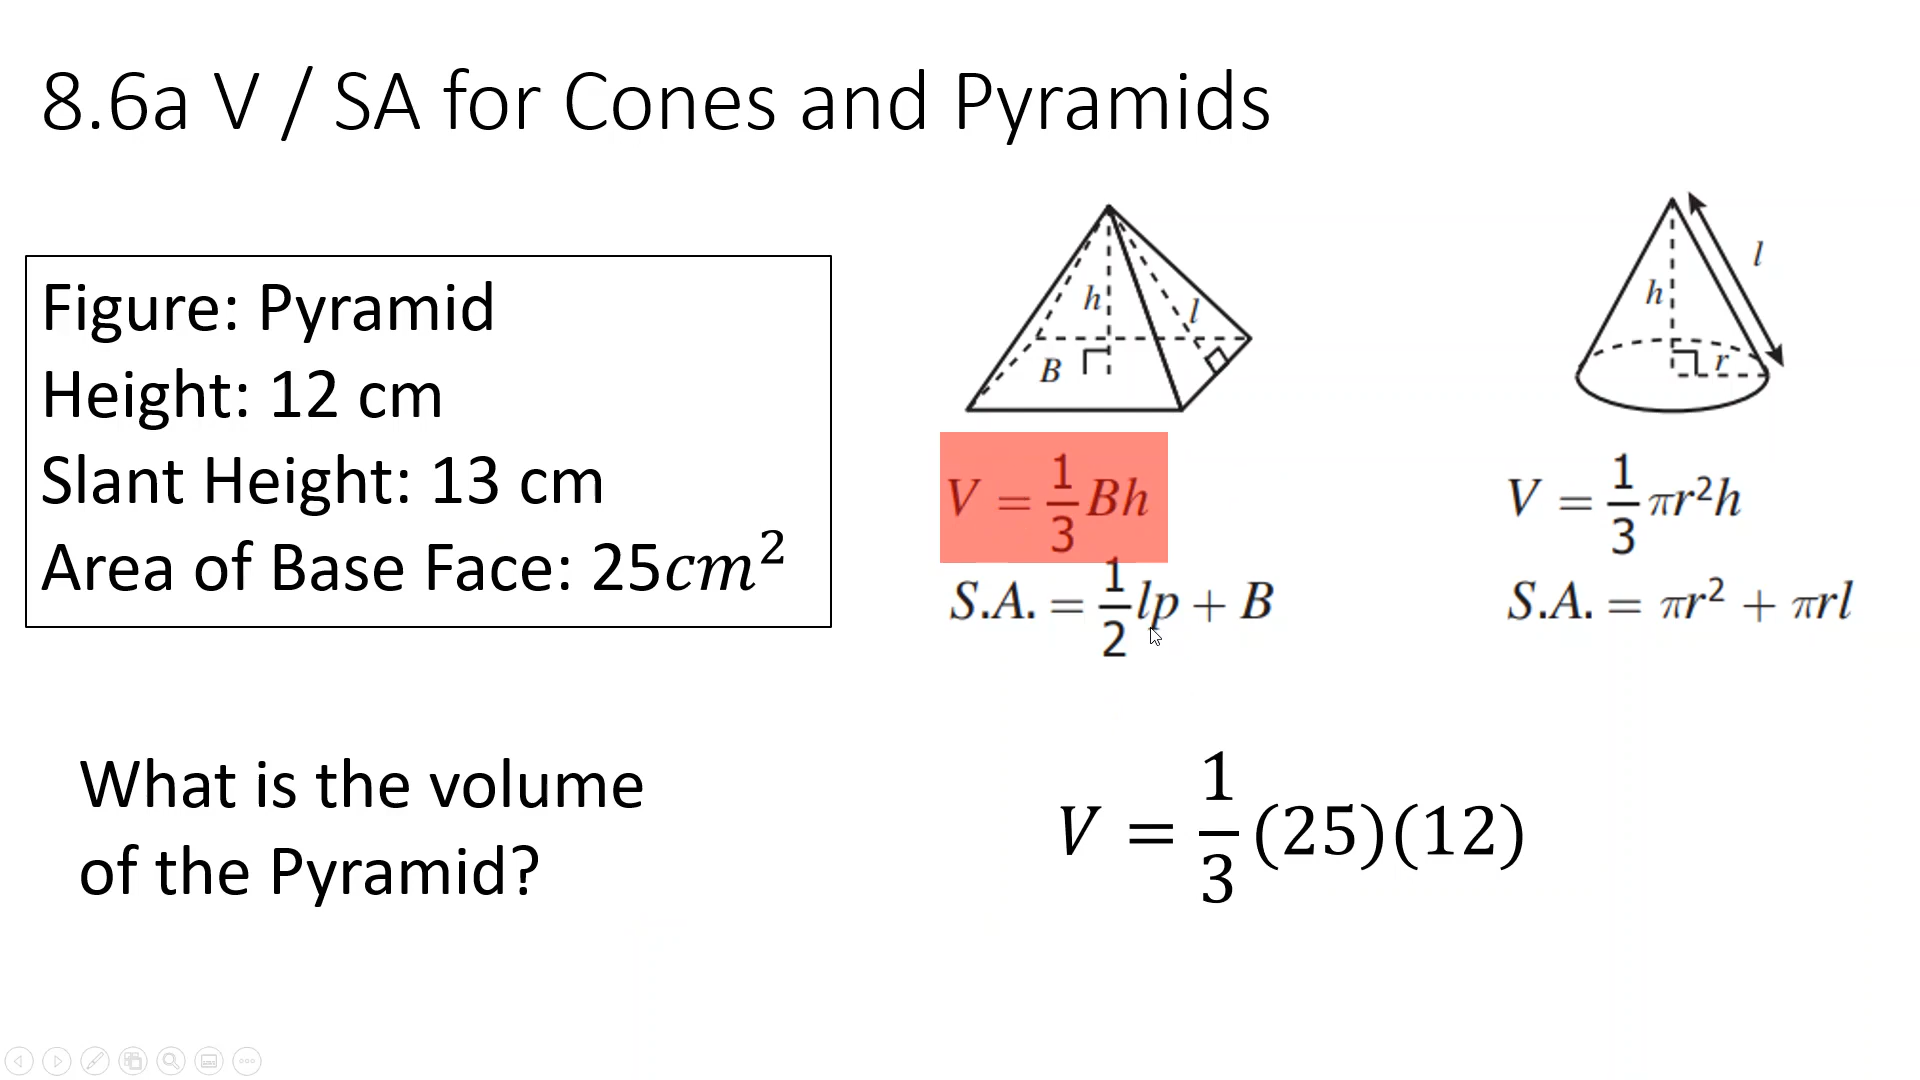 8.6a V / SA for Cones and Pyramids
Figure: Pyramid
Height: 12 cm
Slant Height: 13 cm
Area of Base Face: 25cm²
h
l
B
V = 1/3 Bh
S.A. = 1/2 lp + B
l
h
r
V = 1/3 πr²h
S.A. = πr² + πrl
What is the volume
of the Pyramid?
V = 1/3 (25)(12)